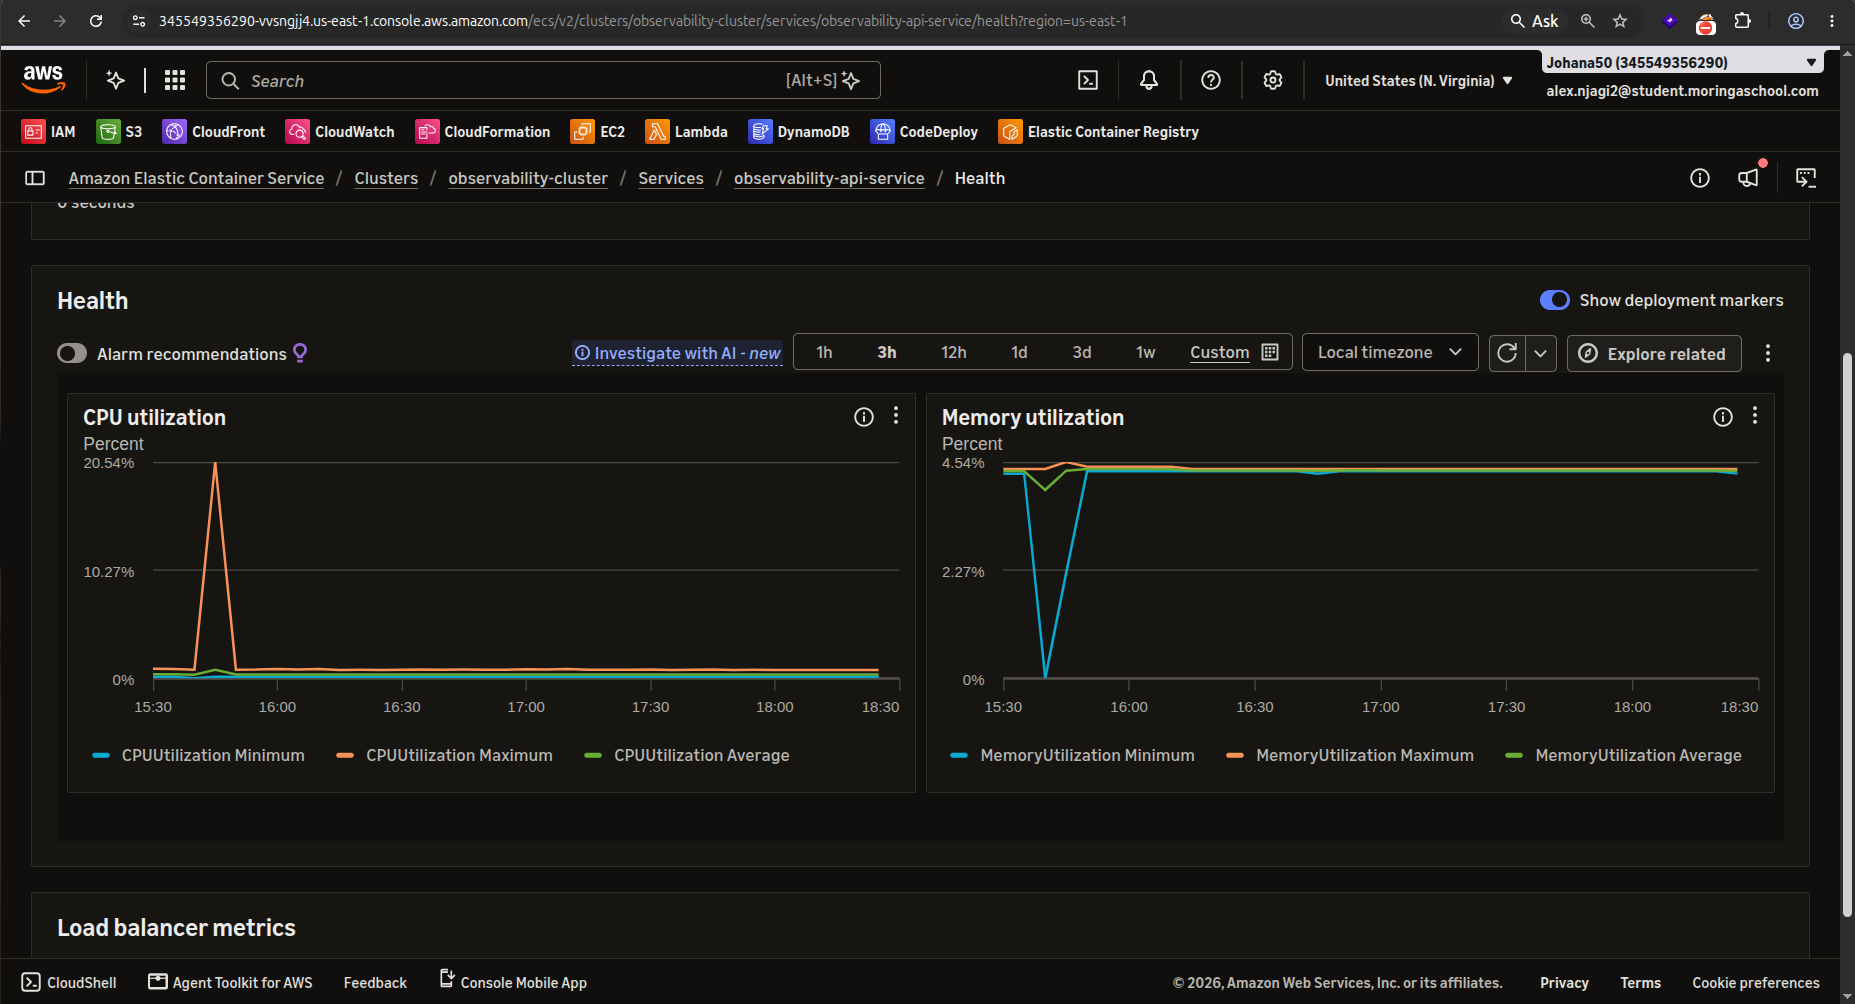 345549356290-vvsngjj4.us-east-1.console.aws.amazon.com/ecs/v2/clusters/observability-cluster/services/observability-api-service/health?region=us-east-1 Ask
aws Search [Alt+S] United States (N. Virginia) Johana50 (345549356290)
alex.njagi2@student.moringaschool.com
IAM S3 CloudFront CloudWatch CloudFormation EC2 Lambda DynamoDB CodeDeploy Elastic Container Registry
Amazon Elastic Container Service / Clusters / observability-cluster / Services / observability-api-service / Health
0 seconds
Health Show deployment markers
Alarm recommendations Investigate with AI - new 1h 3h 12h 1d 3d 1w Custom Local timezone Explore related
CPU utilization
Percent
20.54%
10.27%
0%
15:30 16:00 16:30 17:00 17:30 18:00 18:30
CPUUtilization Minimum CPUUtilization Maximum CPUUtilization Average
Memory utilization
Percent
4.54%
2.27%
0%
15:30 16:00 16:30 17:00 17:30 18:00 18:30
MemoryUtilization Minimum MemoryUtilization Maximum MemoryUtilization Average
Load balancer metrics
CloudShell Agent Toolkit for AWS Feedback Console Mobile App © 2026, Amazon Web Services, Inc. or its affiliates. Privacy Terms Cookie preferences